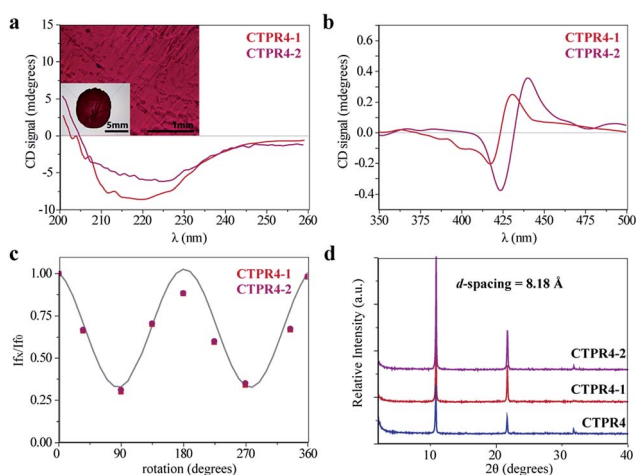 a
CTPR4-1
CTPR4-2
5mm
1mm
CD signal (mdegrees)
15
10
5
0
-5
-10
200 210 220 230 240 250 260
λ (nm)
b
CTPR4-1
CTPR4-2
CD signal (mdegrees)
0.6
0.4
0.2
0.0
-0.2
-0.4
350 375 400 425 450 475 500
λ (nm)
c
CTPR4-1
CTPR4-2
1.00
0.75
0.50
0.25
0.00
0 90 180 270 360
rotation (degrees)
d
d-spacing = 8.18 Å
Relative Intensity (a.u.)
CTPR4-2
CTPR4-1
CTPR4
10 20 30 40
2θ (degrees)